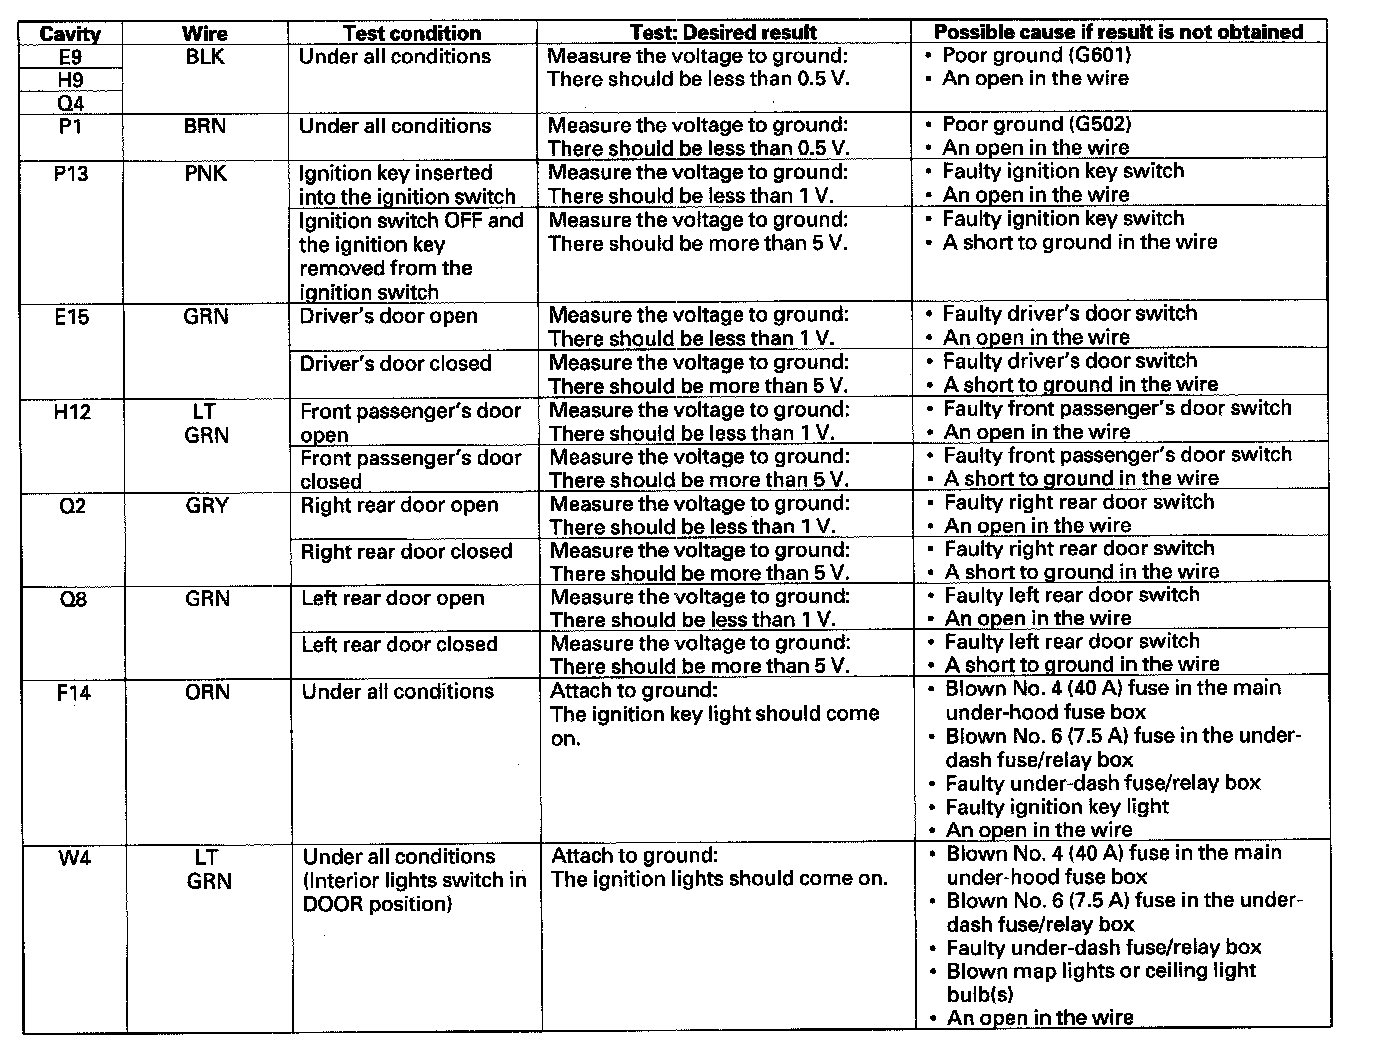 Cavity Wire Test condition Test: Desired result Possible cause if result is not obtained
E9 BLK Under all conditions Measure the voltage to ground: • Poor ground (G601)
H9 There should be less than 0.5 V. • An open in the wire
Q4
P1 BRN Under all conditions Measure the voltage to ground: • Poor ground (G502)
There should be less than 0.5 V. • An open in the wire
P13 PNK Ignition key inserted Measure the voltage to ground: • Faulty ignition key switch
into the ignition switch There should be less than 1 V. • An open in the wire
Ignition switch OFF and Measure the voltage to ground: • Faulty ignition key switch
the ignition key There should be more than 5 V. • A short to ground in the wire
removed from the
ignition switch
E15 GRN Driver's door open Measure the voltage to ground: • Faulty driver's door switch
There should be less than 1 V. • An open in the wire
Driver's door closed Measure the voltage to ground: • Faulty driver's door switch
There should be more than 5 V. • A short to ground in the wire
H12 LT Front passenger's door Measure the voltage to ground: • Faulty front passenger's door switch
GRN open There should be less than 1 V. • An open in the wire
Front passenger's door Measure the voltage to ground: • Faulty front passenger's door switch
closed There should be more than 5 V. • A short to ground in the wire
Q2 GRY Right rear door open Measure the voltage to ground: • Faulty right rear door switch
There should be less than 1 V. • An open in the wire
Right rear door closed Measure the voltage to ground: • Faulty right rear door switch
There should be more than 5 V. • A short to ground in the wire
Q8 GRN Left rear door open Measure the voltage to ground: • Faulty left rear door switch
There should be less than 1 V. • An open in the wire
Left rear door closed Measure the voltage to ground: • Faulty left rear door switch
There should be more than 5 V. • A short to ground in the wire
F14 ORN Under all conditions Attach to ground: • Blown No. 4 (40 A) fuse in the main
The ignition key light should come under-hood fuse box
on. • Blown No. 6 (7.5 A) fuse in the under-
dash fuse/relay box
• Faulty under-dash fuse/relay box
• Faulty ignition key light
• An open in the wire
W4 LT Under all conditions Attach to ground: • Blown No. 4 (40 A) fuse in the main
GRN (Interior lights switch in The ignition lights should come on. under-hood fuse box
DOOR position) • Blown No. 6 (7.5 A) fuse in the under-
dash fuse/relay box
• Faulty under-dash fuse/relay box
• Blown map lights or ceiling light
bulb(s)
• An open in the wire